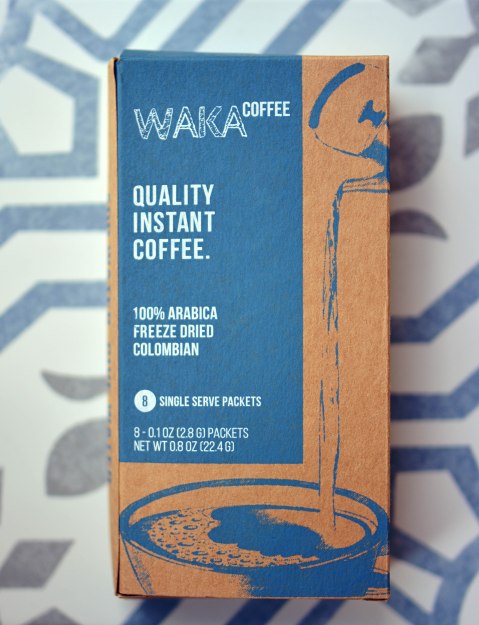 WAKA COFFEE
QUALITY
INSTANT
COFFEE.
100% ARABICA
FREEZE DRIED
COLOMBIAN
8 SINGLE SERVE PACKETS
8 - 0.1 OZ (2.8 G) PACKETS
NET WT 0.8 OZ (22.4 G)